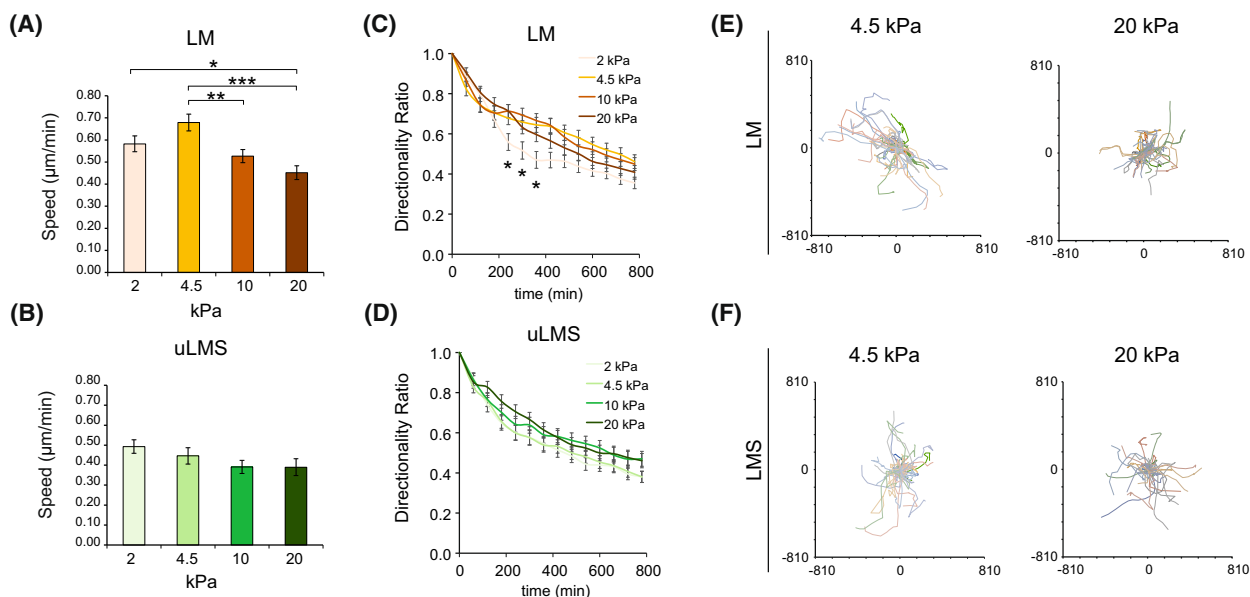 (A)
LM
*
***
**
0.80
0.70
0.60
0.50
0.40
0.30
0.20
0.10
0.00
Speed (µm/min)
2 4.5 10 20
kPa
(B)
uLMS
0.80
0.70
0.60
0.50
0.40
0.30
0.20
0.10
0.00
Speed (µm/min)
2 4.5 10 20
kPa
(C)
LM
1.0
0.8
0.6
0.4
0.2
0.0
Directionality Ratio
2 kPa
4.5 kPa
10 kPa
20 kPa
* * *
0 200 400 600 800
time (min)
(D)
uLMS
1.0
0.8
0.6
0.4
0.2
0.0
Directionality Ratio
2 kPa
4.5 kPa
10 kPa
20 kPa
0 200 400 600 800
time (min)
(E)
LM
4.5 kPa
810
0
-810
-810 0 810
20 kPa
810
0
-810
-810 0 810
(F)
LMS
4.5 kPa
810
0
-810
-810 0 810
20 kPa
810
0
-810
-810 0 810